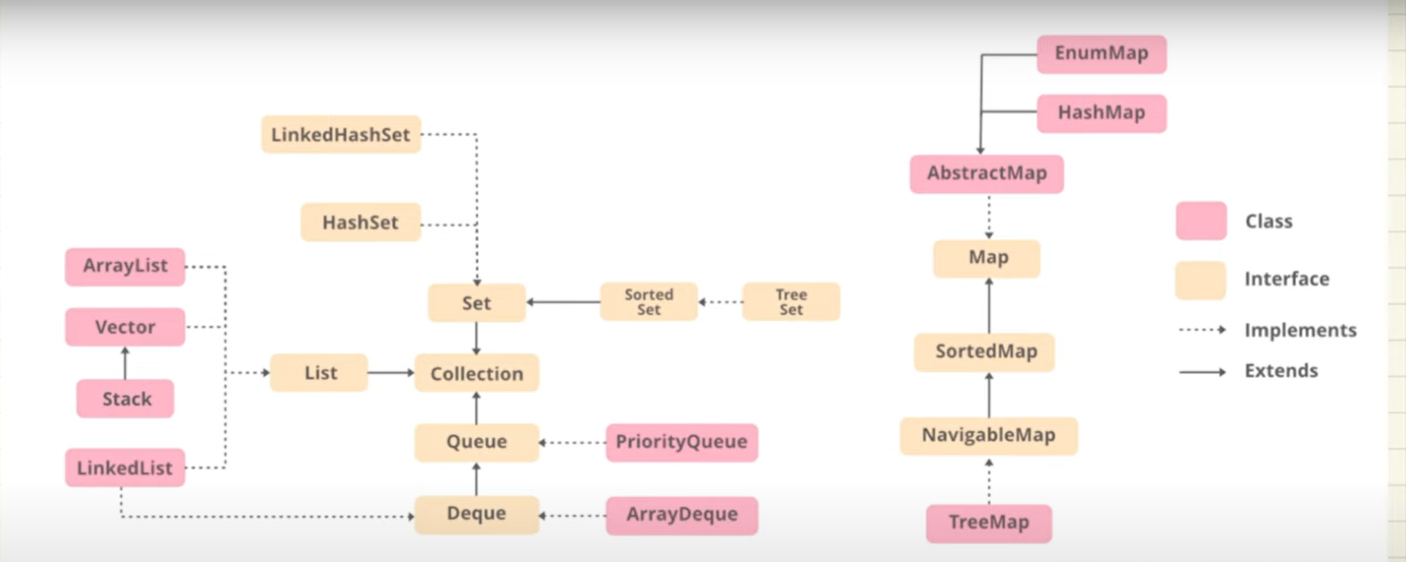 EnumMap
HashMap
LinkedHashSet
AbstractMap
HashSet
Class
Map
ArrayList
Interface
Set
Sorted
Set
Tree
Set
Vector
Implements
SortedMap
List
Collection
Extends
Stack
Queue
PriorityQueue
NavigableMap
LinkedList
Deque
ArrayDeque
TreeMap